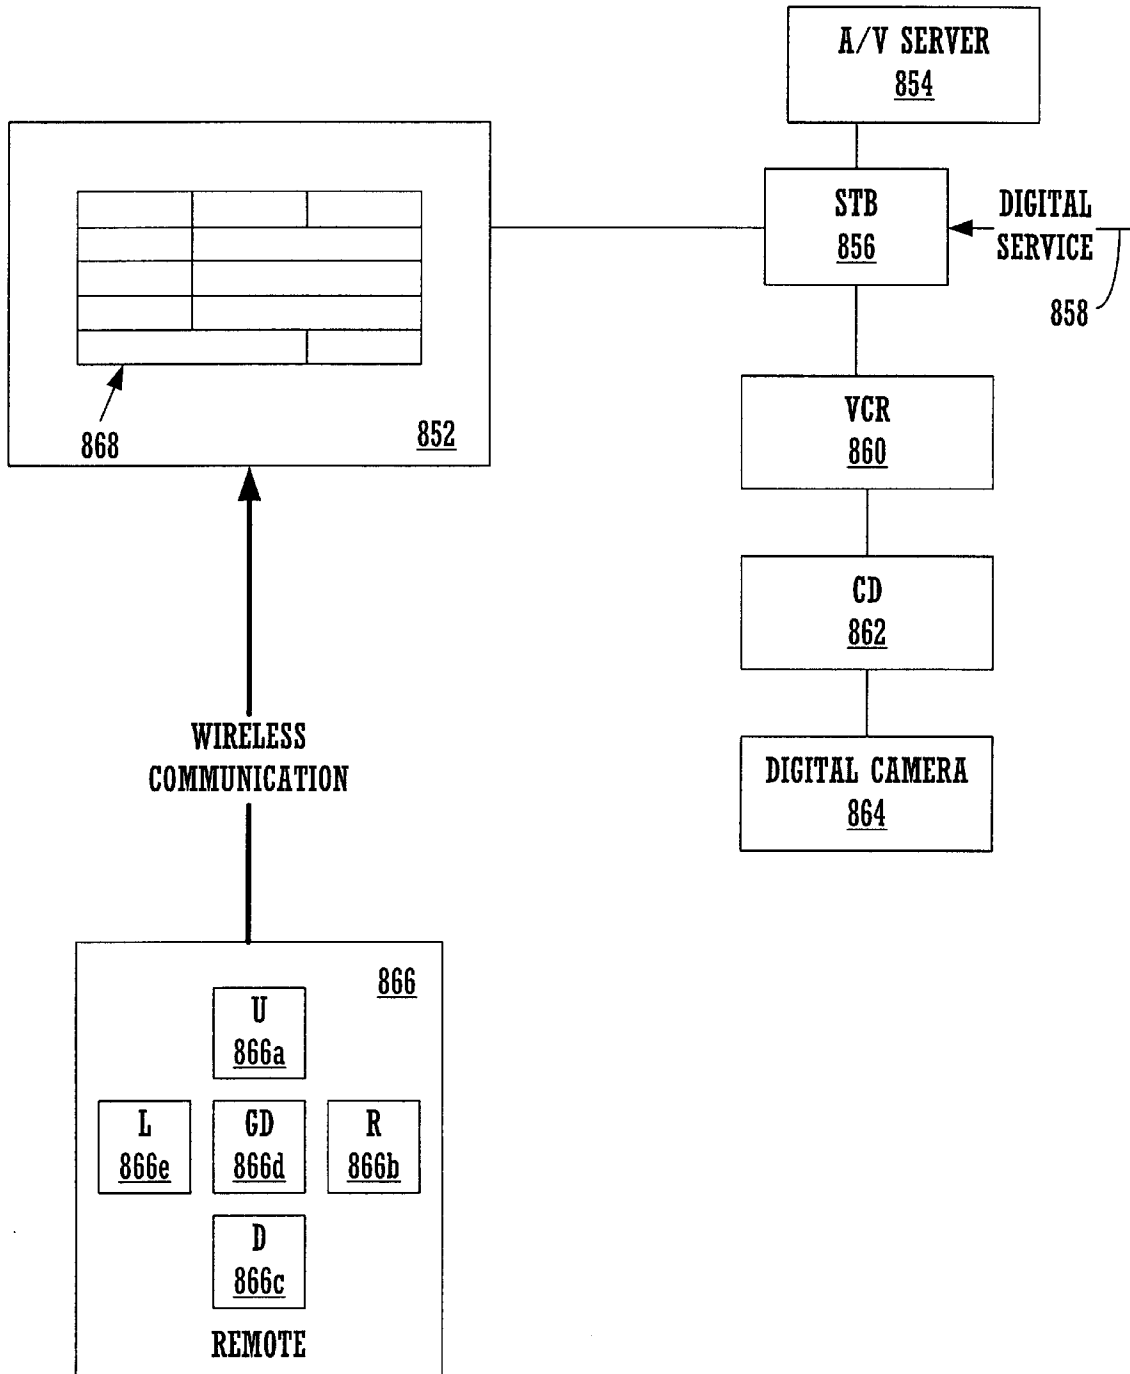 A/V SERVER
854
STB
856
DIGITAL
SERVICE
858
868
852
VCR
860
CD
862
WIRELESS
COMMUNICATION
DIGITAL CAMERA
864
866
U
866a
L
866e
GD
866d
R
866b
D
866c
REMOTE